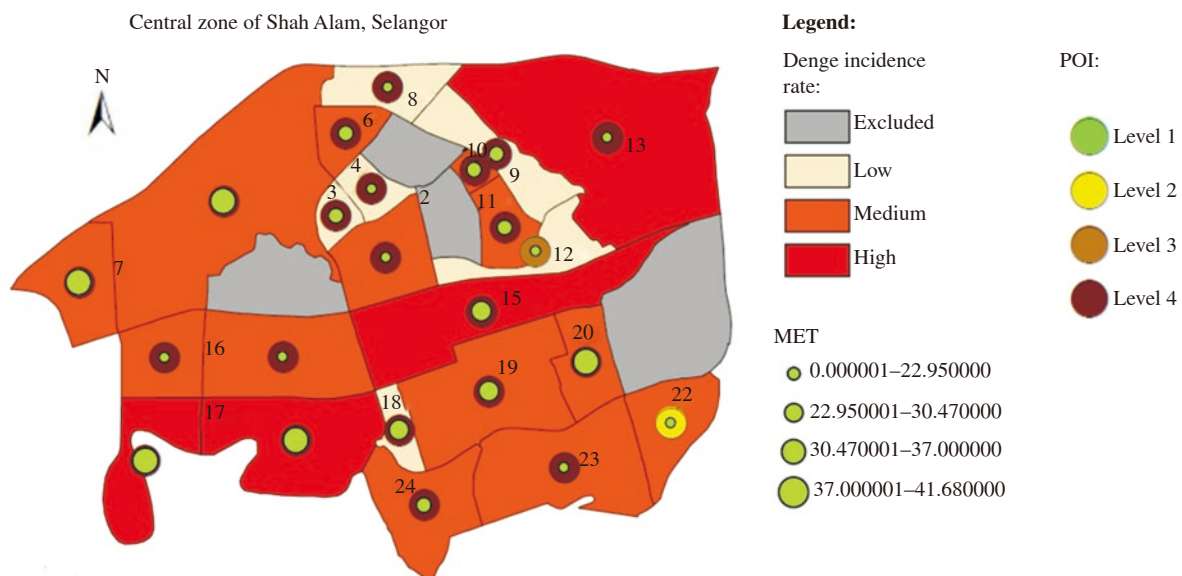 Central zone of Shah Alam, Selangor
N
8
6
13
10
4
9
3
2
11
12
7
15
16
20
19
22
18
17
23
24
Legend:
Denge incidence
rate:
Excluded
Low
Medium
High
POI:
Level 1
Level 2
Level 3
Level 4
MET
0.000001–22.950000
22.950001–30.470000
30.470001–37.000000
37.000001–41.680000